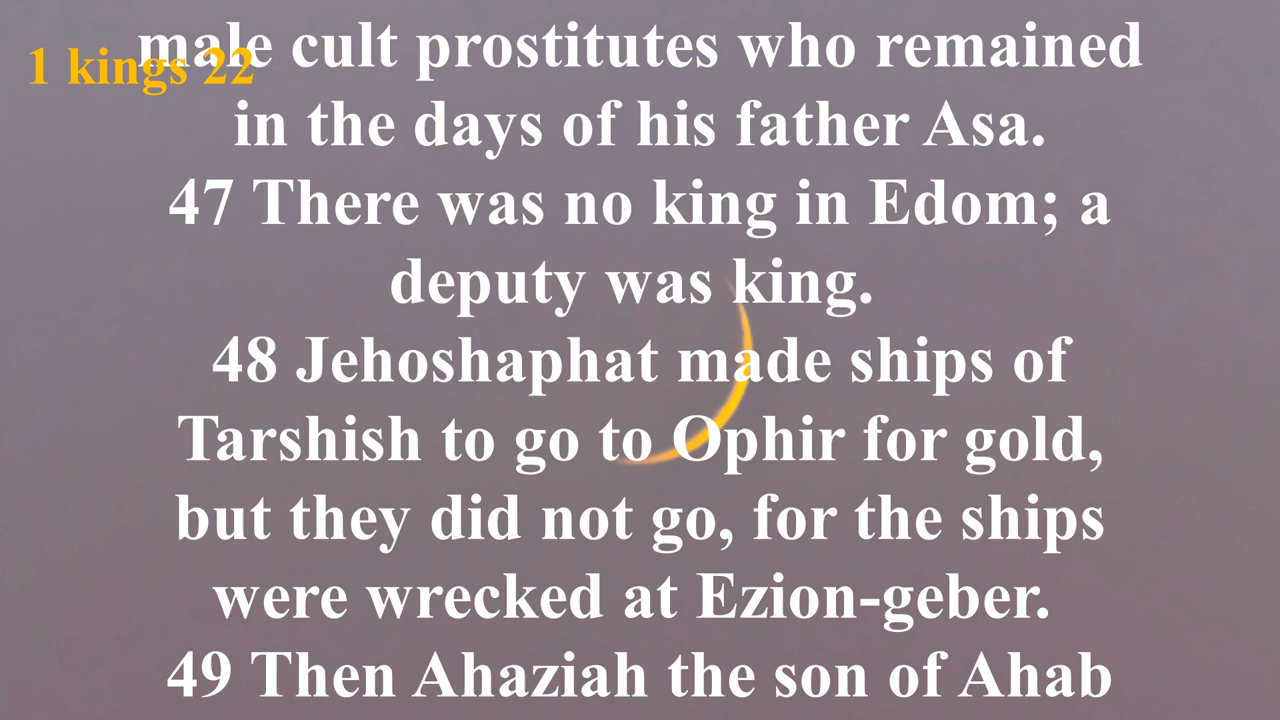 male cult prostitutes who remained
1 kings 22
in the days of his father Asa.
47 There was no king in Edom; a
deputy was king.
48 Jehoshaphat made ships of
Tarshish to go to Ophir for gold,
but they did not go, for the ships
were wrecked at Ezion-geber.
49 Then Ahaziah the son of Ahab